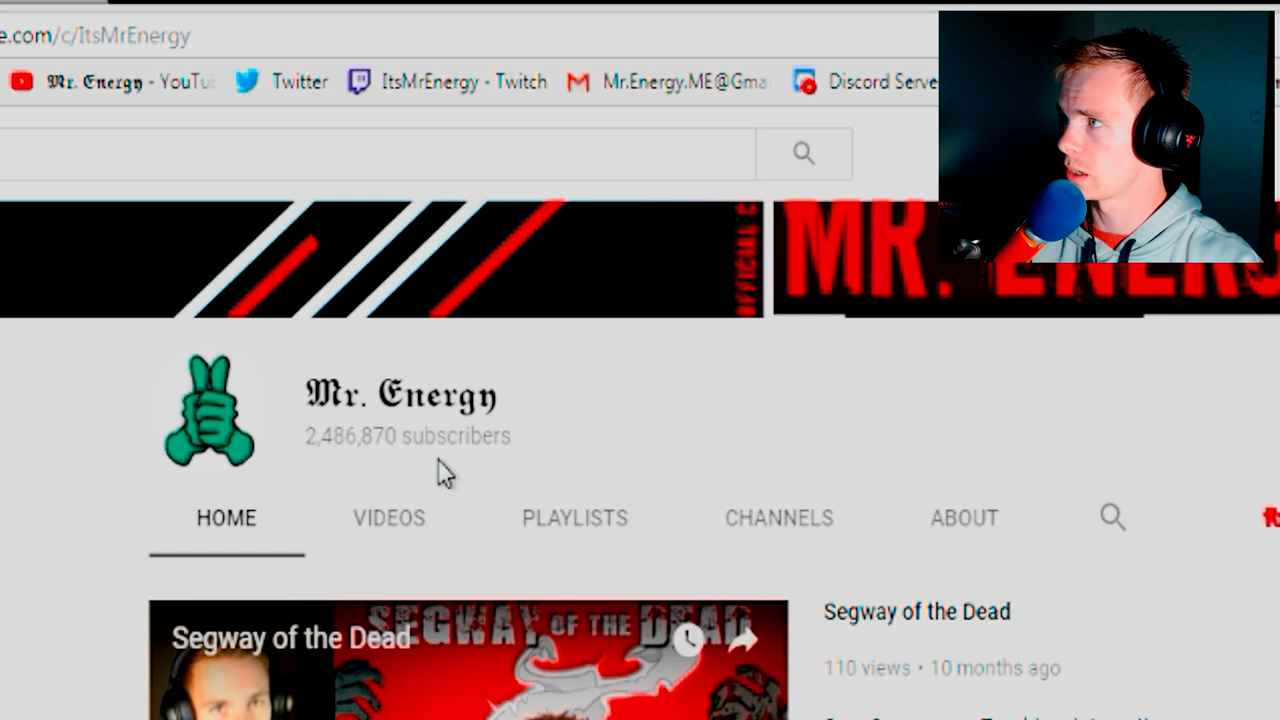 e.com/c/ItsMrEnergy
Mr. Energy - YouTu
Twitter
ItsMrEnergy - Twitch
Mr.Energy.ME@Gma
Discord Serve
OFFICIAL C
MR. ENERG
Mr. Energy
2,486,870 subscribers
HOME
VIDEOS
PLAYLISTS
CHANNELS
ABOUT
SEGWAY OF THE DEAD
Segway of the Dead
Segway of the Dead
110 views • 10 months ago